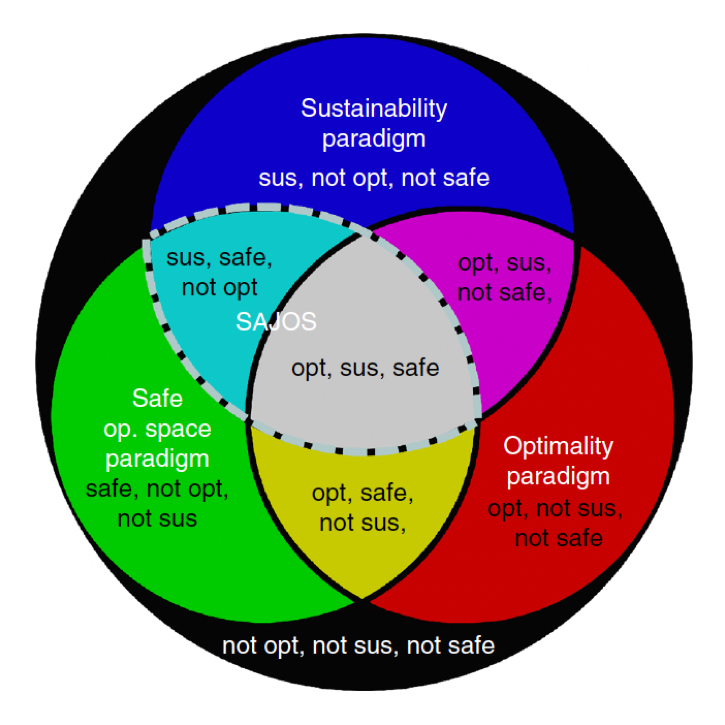 Sustainability
paradigm
sus, not opt, not safe
sus, safe,
not opt
opt, sus,
not safe,
SAJOS
opt, sus, safe
Safe
op. space
paradigm
safe, not opt,
not sus
opt, safe,
not sus,
Optimality
paradigm
opt, not sus,
not safe
not opt, not sus, not safe